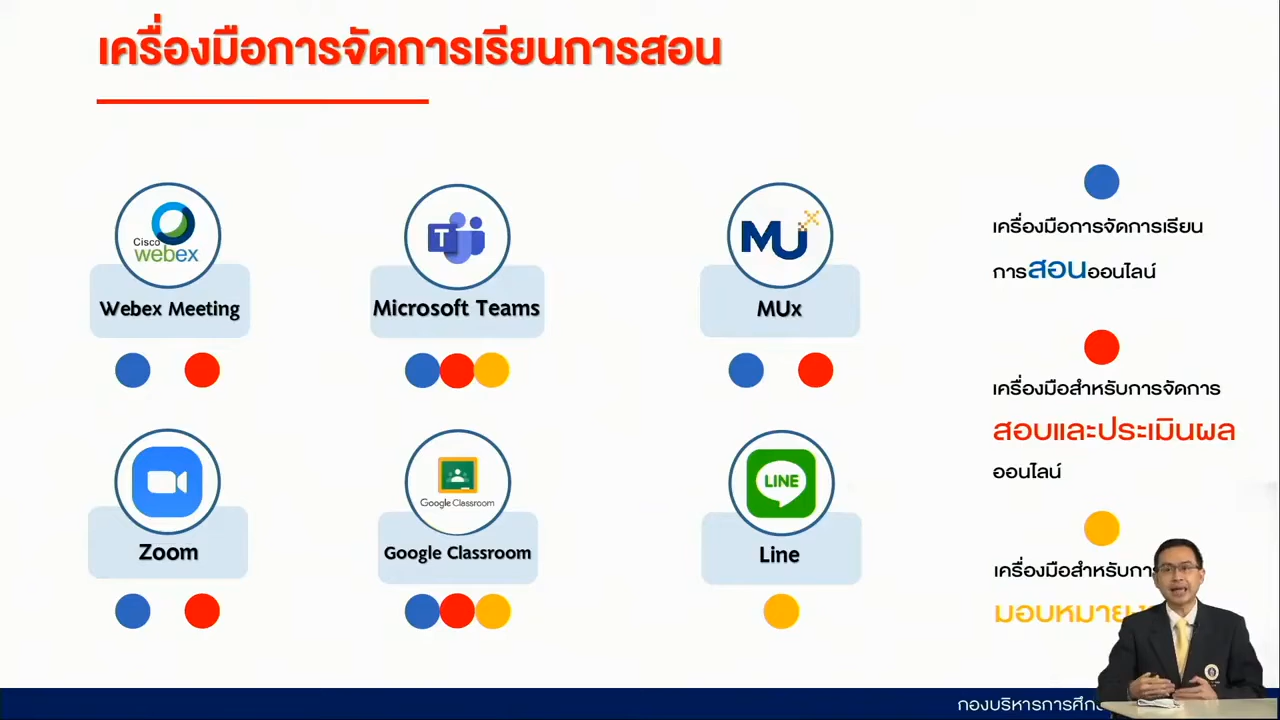 เครื่องมือการจัดการเรียนการสอน
Cisco
webex
Webex Meeting
T
Microsoft Teams
MUx
MUx
เครื่องมือการจัดการเรียน
การสอนออนไลน์
เครื่องมือสำหรับการจัดการ
สอบและประเมินผล
ออนไลน์
Zoom
Google Classroom
Google Classroom
LINE
Line
เครื่องมือสำหรับการ
มอบหมาย
กองบริหารการศึกษา